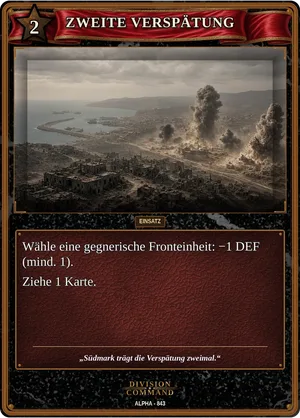 2
ZWEITE VERSPÄTUNG
EINSATZ
Wähle eine gegnerische Fronteinheit: −1 DEF
(mind. 1).
Ziehe 1 Karte.
„Südmark trägt die Verspätung zweimal.“
DIVISION
COMMAND
ALPHA - 843